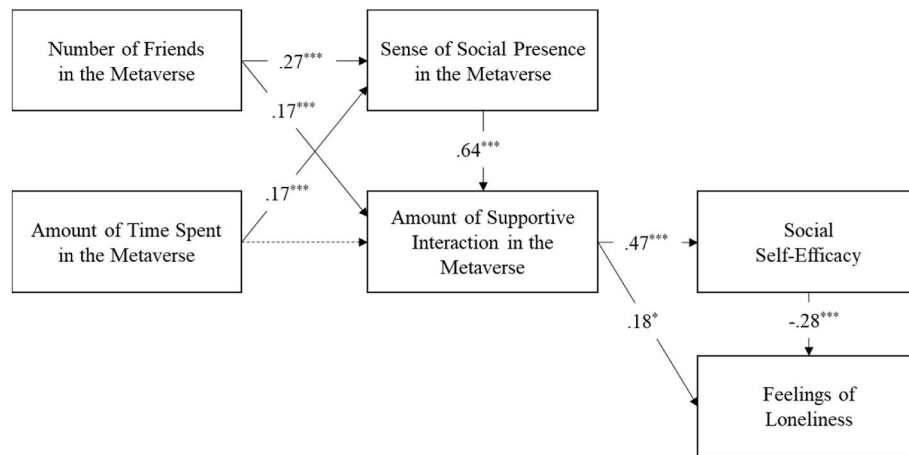 Number of Friends
in the Metaverse
.27***
Sense of Social Presence
in the Metaverse
.17***
.64***
.17***
Amount of Time Spent
in the Metaverse
Amount of Supportive
Interaction in the
Metaverse
.47***
Social
Self-Efficacy
.18*
-.28***
Feelings of
Loneliness